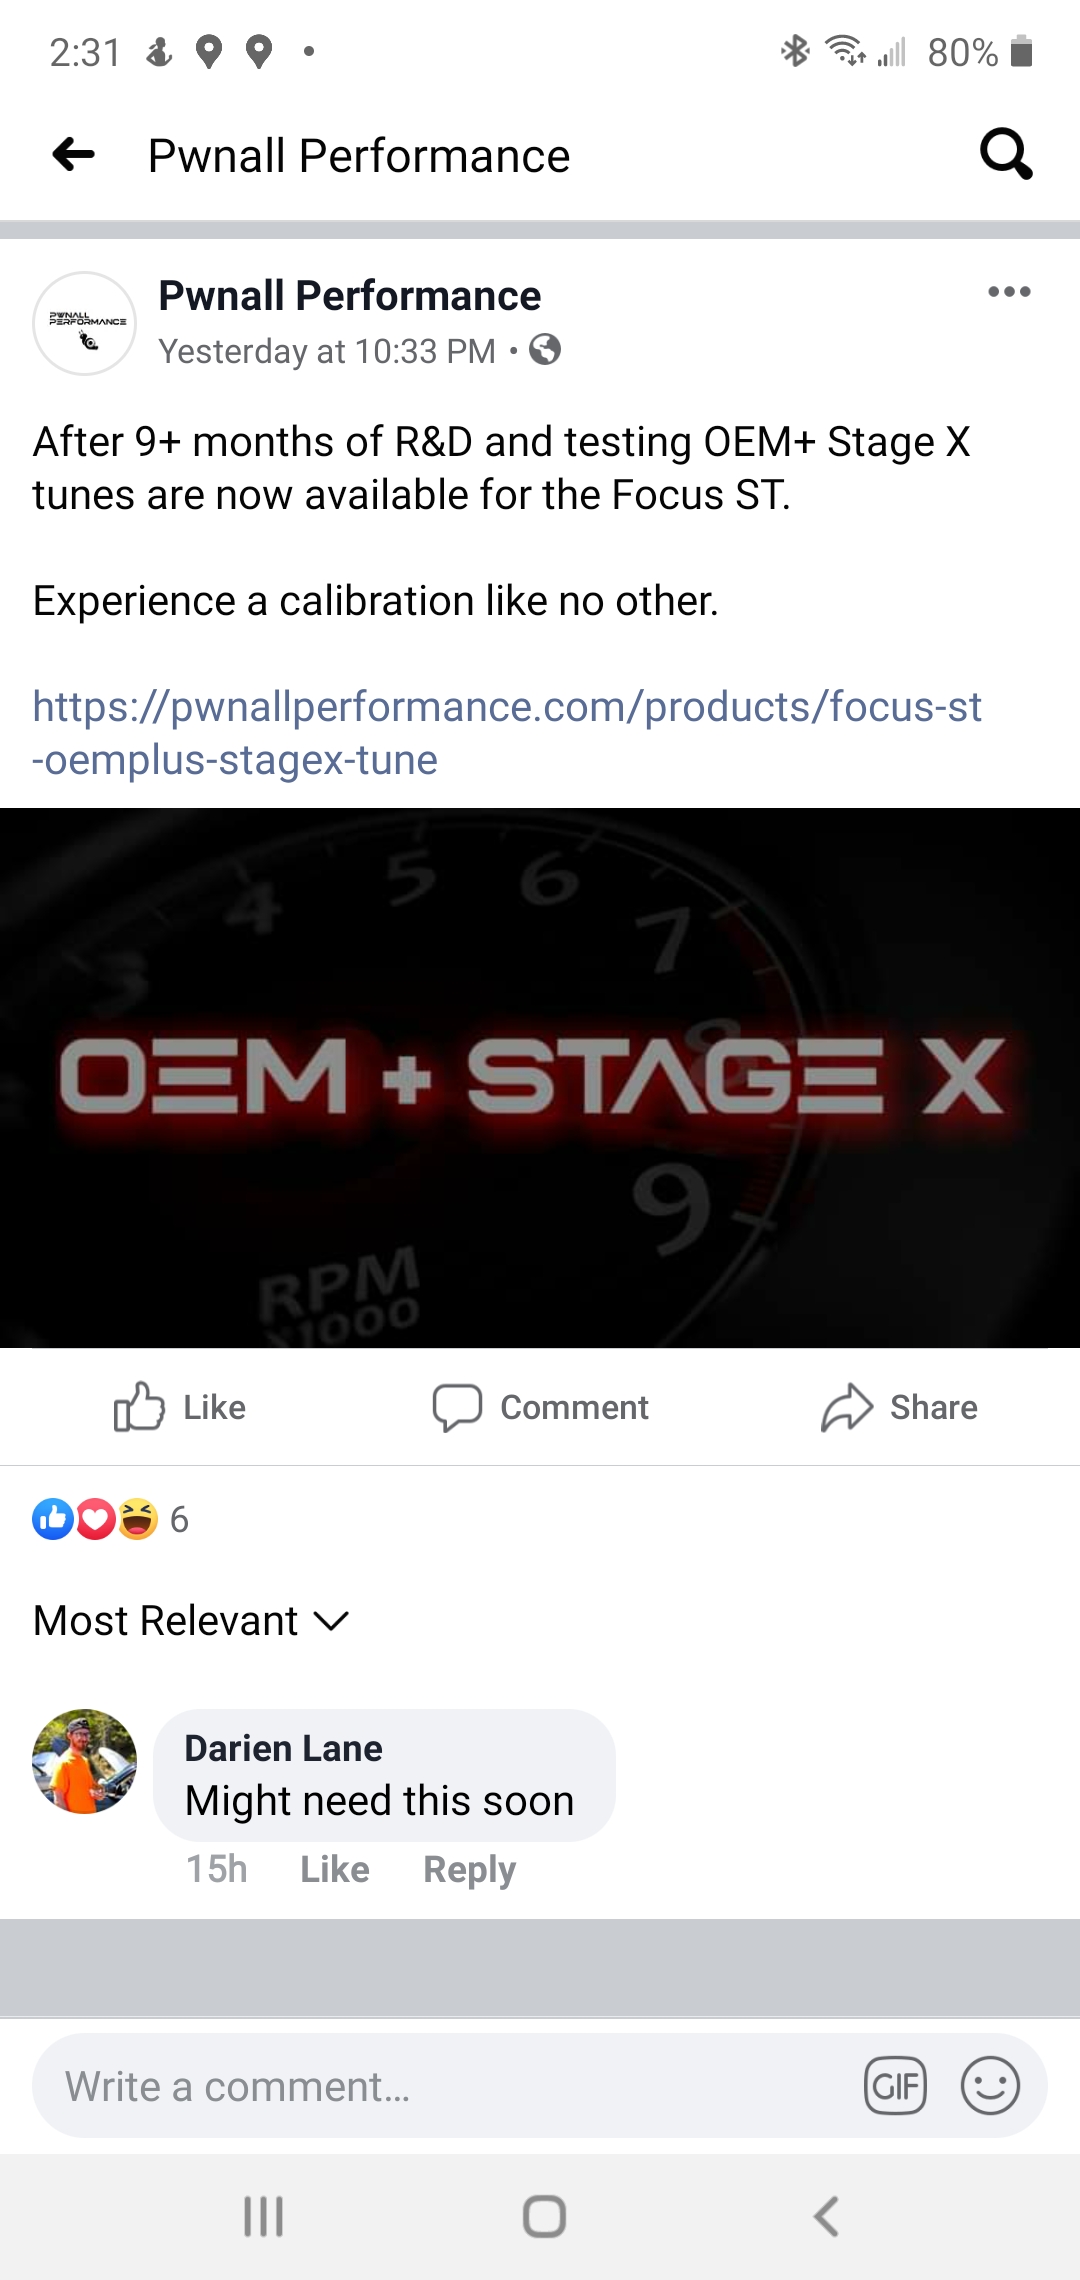 2:31
80%
Pwnall Performance
PWNALL
PERFORMANCE
Pwnall Performance
Yesterday at 10:33 PM •
After 9+ months of R&D and testing OEM+ Stage X
tunes are now available for the Focus ST.
Experience a calibration like no other.
https://pwnallperformance.com/products/focus-st
-oemplus-stagex-tune
3 4 5 6 7 8 9
OEM + STAGE X
RPM
x1000
Like Comment Share
6
Most Relevant
Darien Lane
Might need this soon
15h Like Reply
Write a comment...
GIF